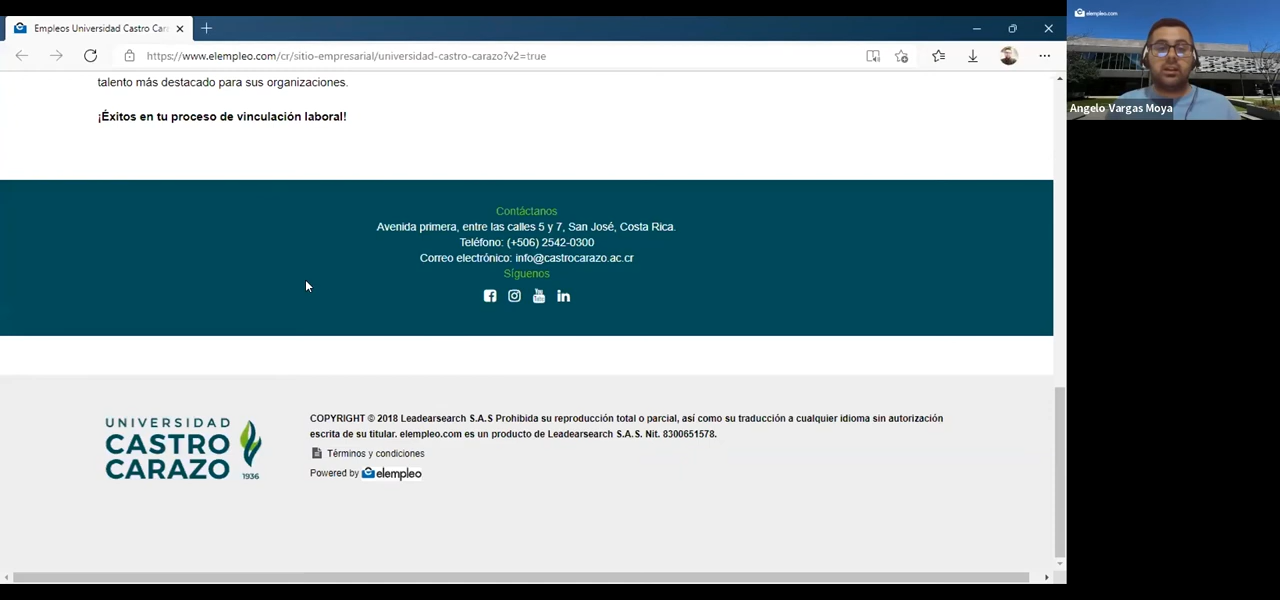 Empleos Universidad Castro Car
https://www.elempleo.com/cr/sitio-empresarial/universidad-castro-carazo?v2=true
elempleo.com
Angelo Vargas Moya
talento más destacado para sus organizaciones.
¡Éxitos en tu proceso de vinculación laboral!
Contáctanos
Avenida primera, entre las calles 5 y 7, San José, Costa Rica.
Teléfono: (+506) 2542-0300
Correo electrónico: info@castrocarazo.ac.cr
Síguenos
UNIVERSIDAD
CASTRO
CARAZO
1936
COPYRIGHT © 2018 Leadearsearch S.A.S Prohibida su reproducción total o parcial, así como su traducción a cualquier idioma sin autorización
escrita de su titular. elempleo.com es un producto de Leadearsearch S.A.S. Nit. 8300651578.
Términos y condiciones
Powered by elempleo